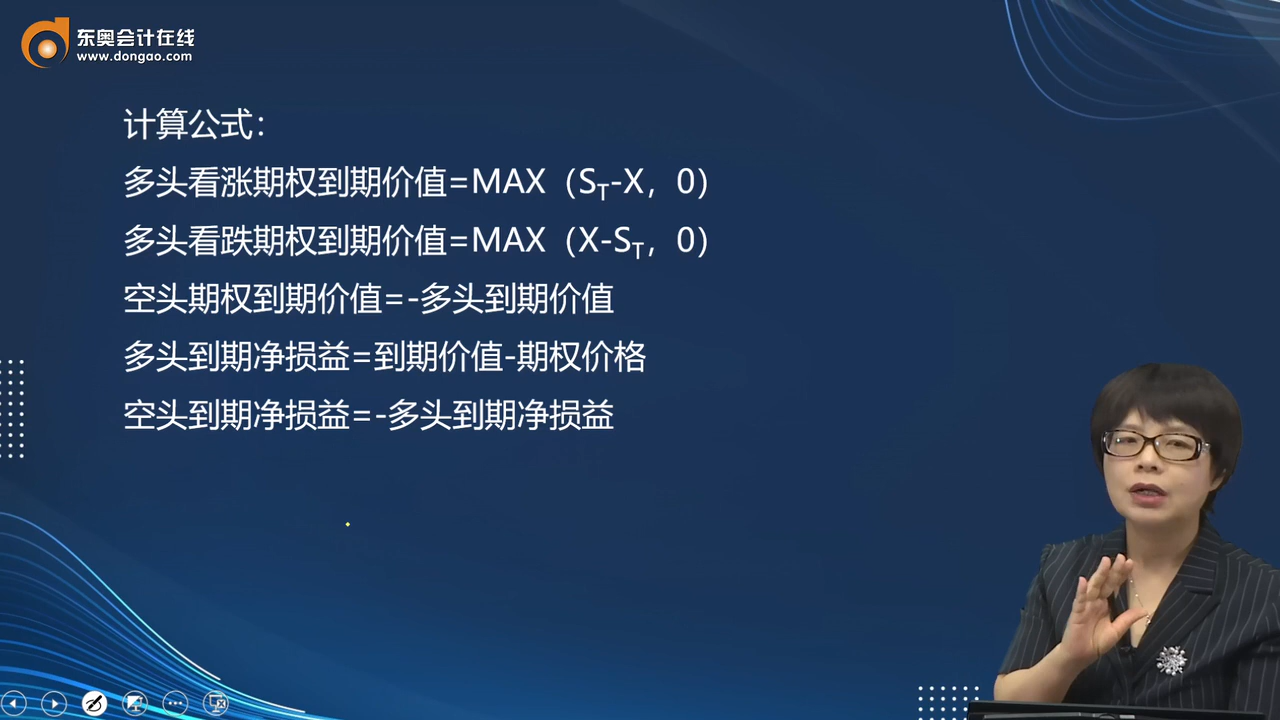 东奥会计在线
www.dongao.com
计算公式：
多头看涨期权到期价值=MAX（ST-X，0）
多头看跌期权到期价值=MAX（X-ST，0）
空头期权到期价值=-多头到期价值
多头到期净损益=到期价值-期权价格
空头到期净损益=-多头到期净损益